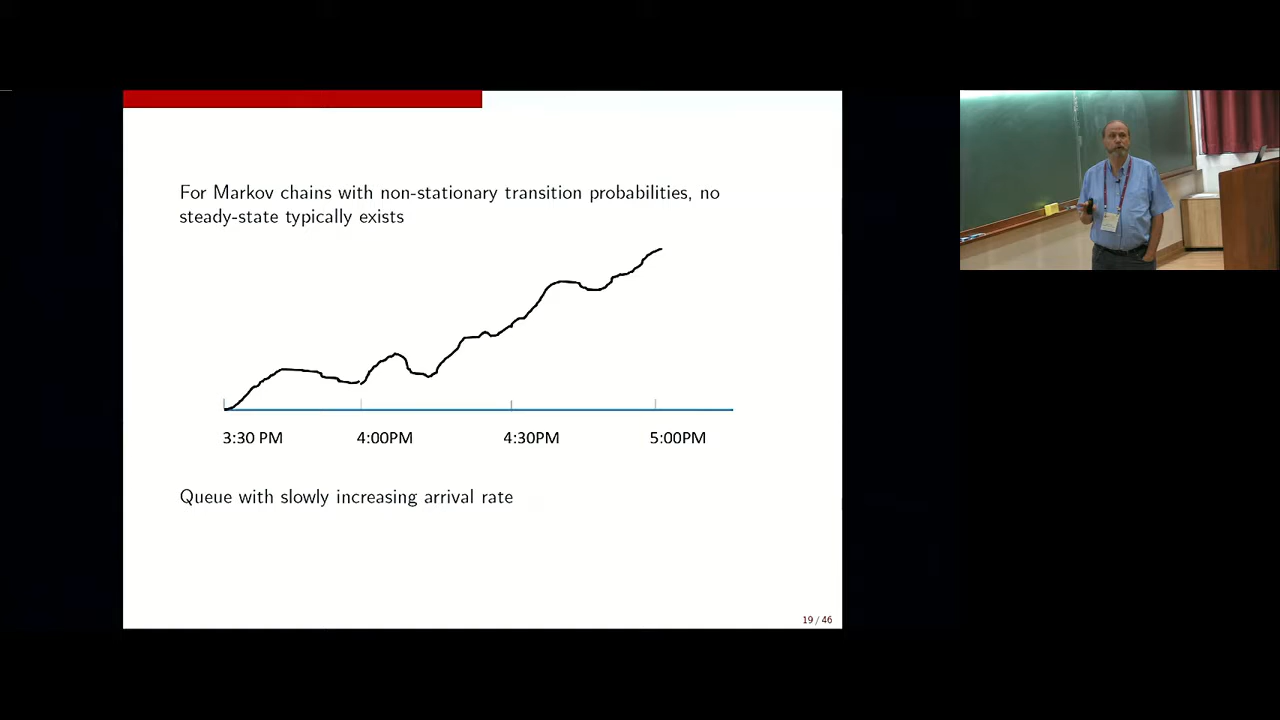 For Markov chains with non-stationary transition probabilities, no
steady-state typically exists
3:30 PM 4:00PM 4:30PM 5:00PM
Queue with slowly increasing arrival rate
19 / 46